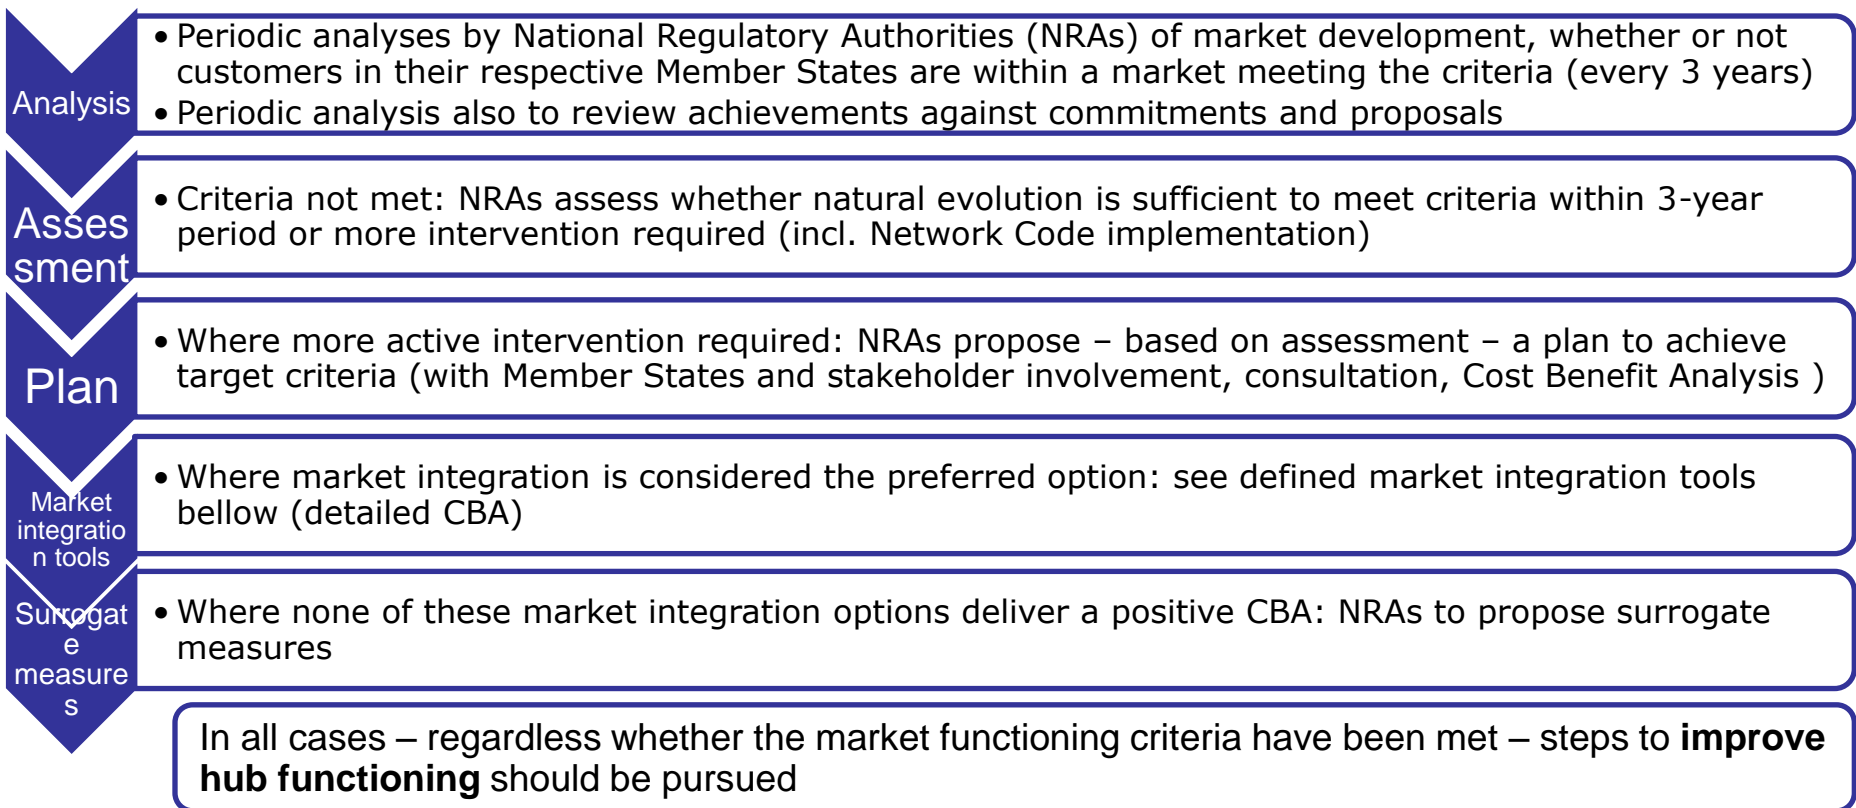 Analysis
• Periodic analyses by National Regulatory Authorities (NRAs) of market development, whether or not
customers in their respective Member States are within a market meeting the criteria (every 3 years)
• Periodic analysis also to review achievements against commitments and proposals
Asses
sment
• Criteria not met: NRAs assess whether natural evolution is sufficient to meet criteria within 3-year
period or more intervention required (incl. Network Code implementation)
Plan
• Where more active intervention required: NRAs propose – based on assessment – a plan to achieve
target criteria (with Member States and stakeholder involvement, consultation, Cost Benefit Analysis )
Market
integratio
n tools
• Where market integration is considered the preferred option: see defined market integration tools
bellow (detailed CBA)
Surrogat
e
measure
s
• Where none of these market integration options deliver a positive CBA: NRAs to propose surrogate
measures
In all cases – regardless whether the market functioning criteria have been met – steps to improve
hub functioning should be pursued